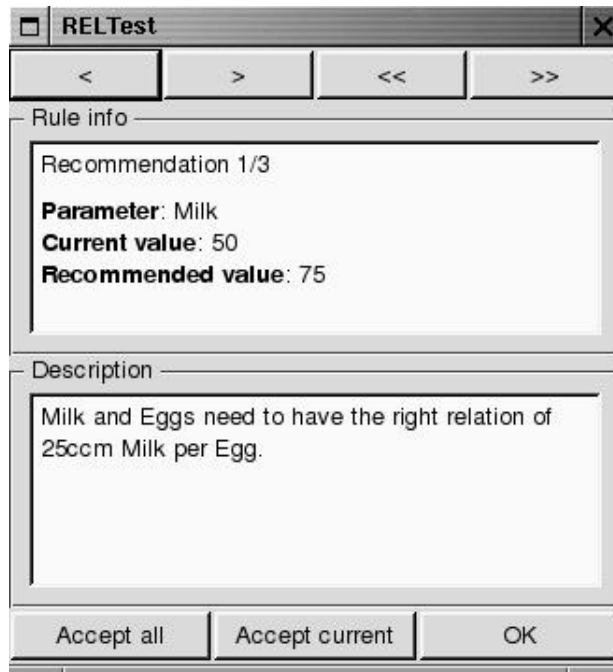 RELTest
< > << >>
Rule info
Recommendation 1/3
Parameter: Milk
Current value: 50
Recommended value: 75
Description
Milk and Eggs need to have the right relation of
25ccm Milk per Egg.
Accept all Accept current OK